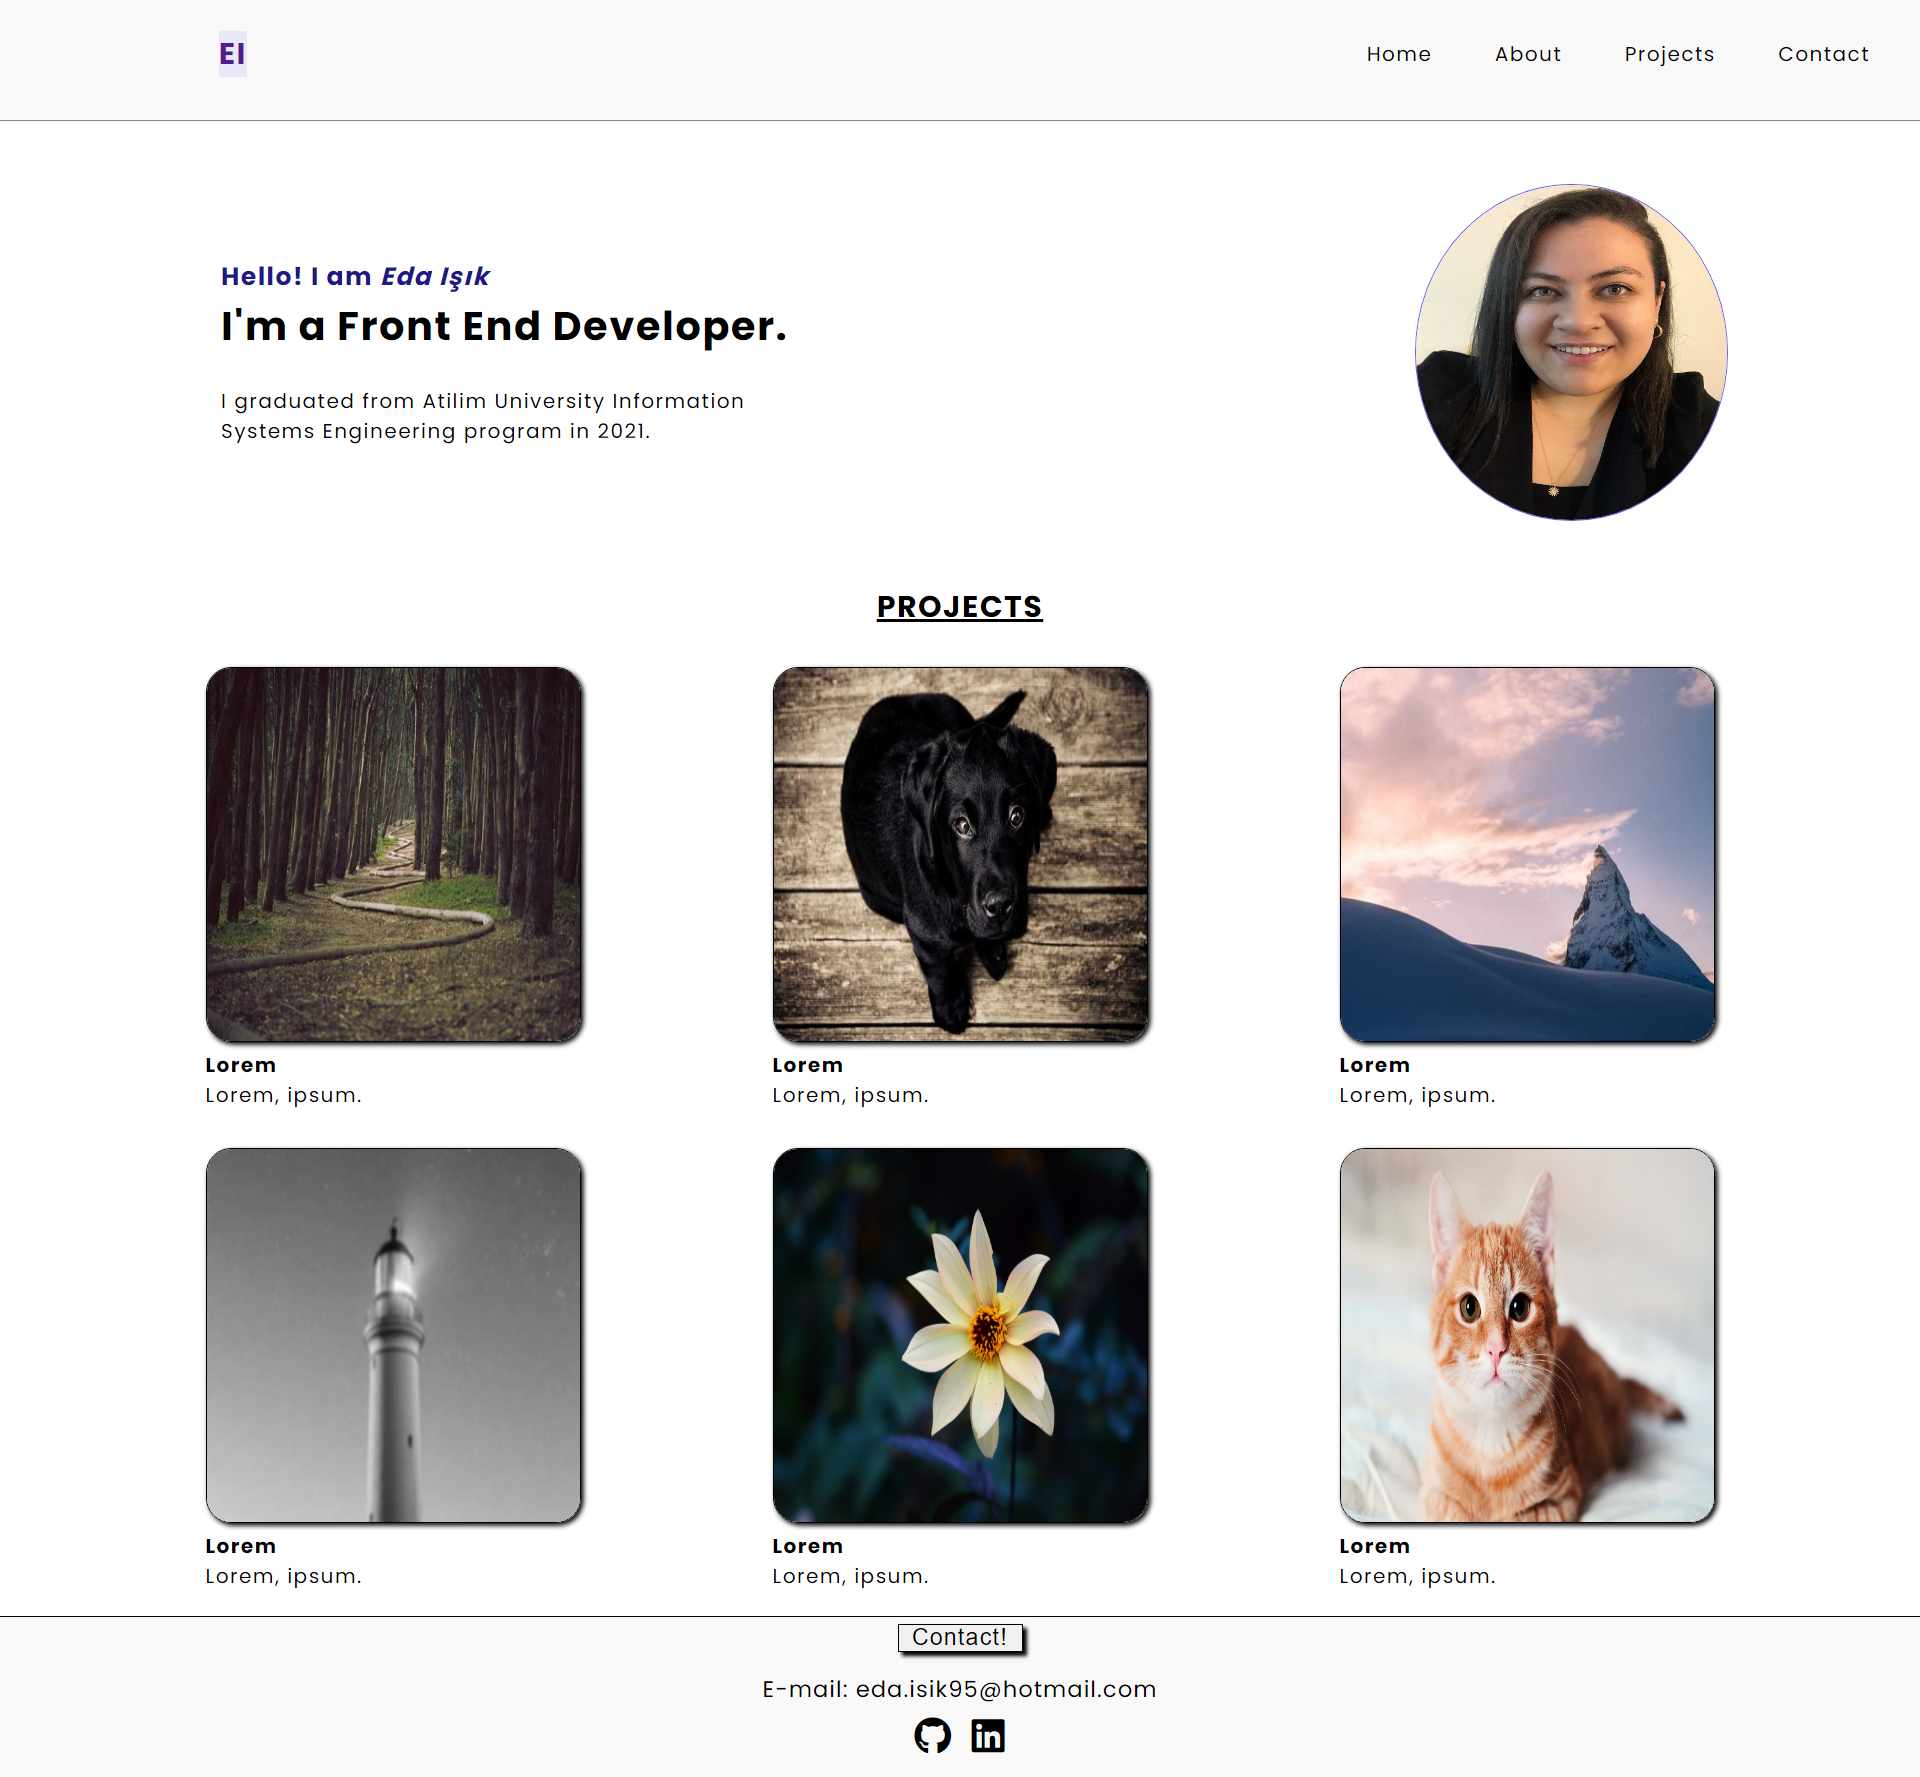 EI
Home About Projects Contact
Hello! I am Eda Işık
I'm a Front End Developer.
I graduated from Atilim University Information
Systems Engineering program in 2021.
PROJECTS
Lorem
Lorem, ipsum.
Lorem
Lorem, ipsum.
Lorem
Lorem, ipsum.
Lorem
Lorem, ipsum.
Lorem
Lorem, ipsum.
Lorem
Lorem, ipsum.
Contact!
E-mail: eda.isik95@hotmail.com
in